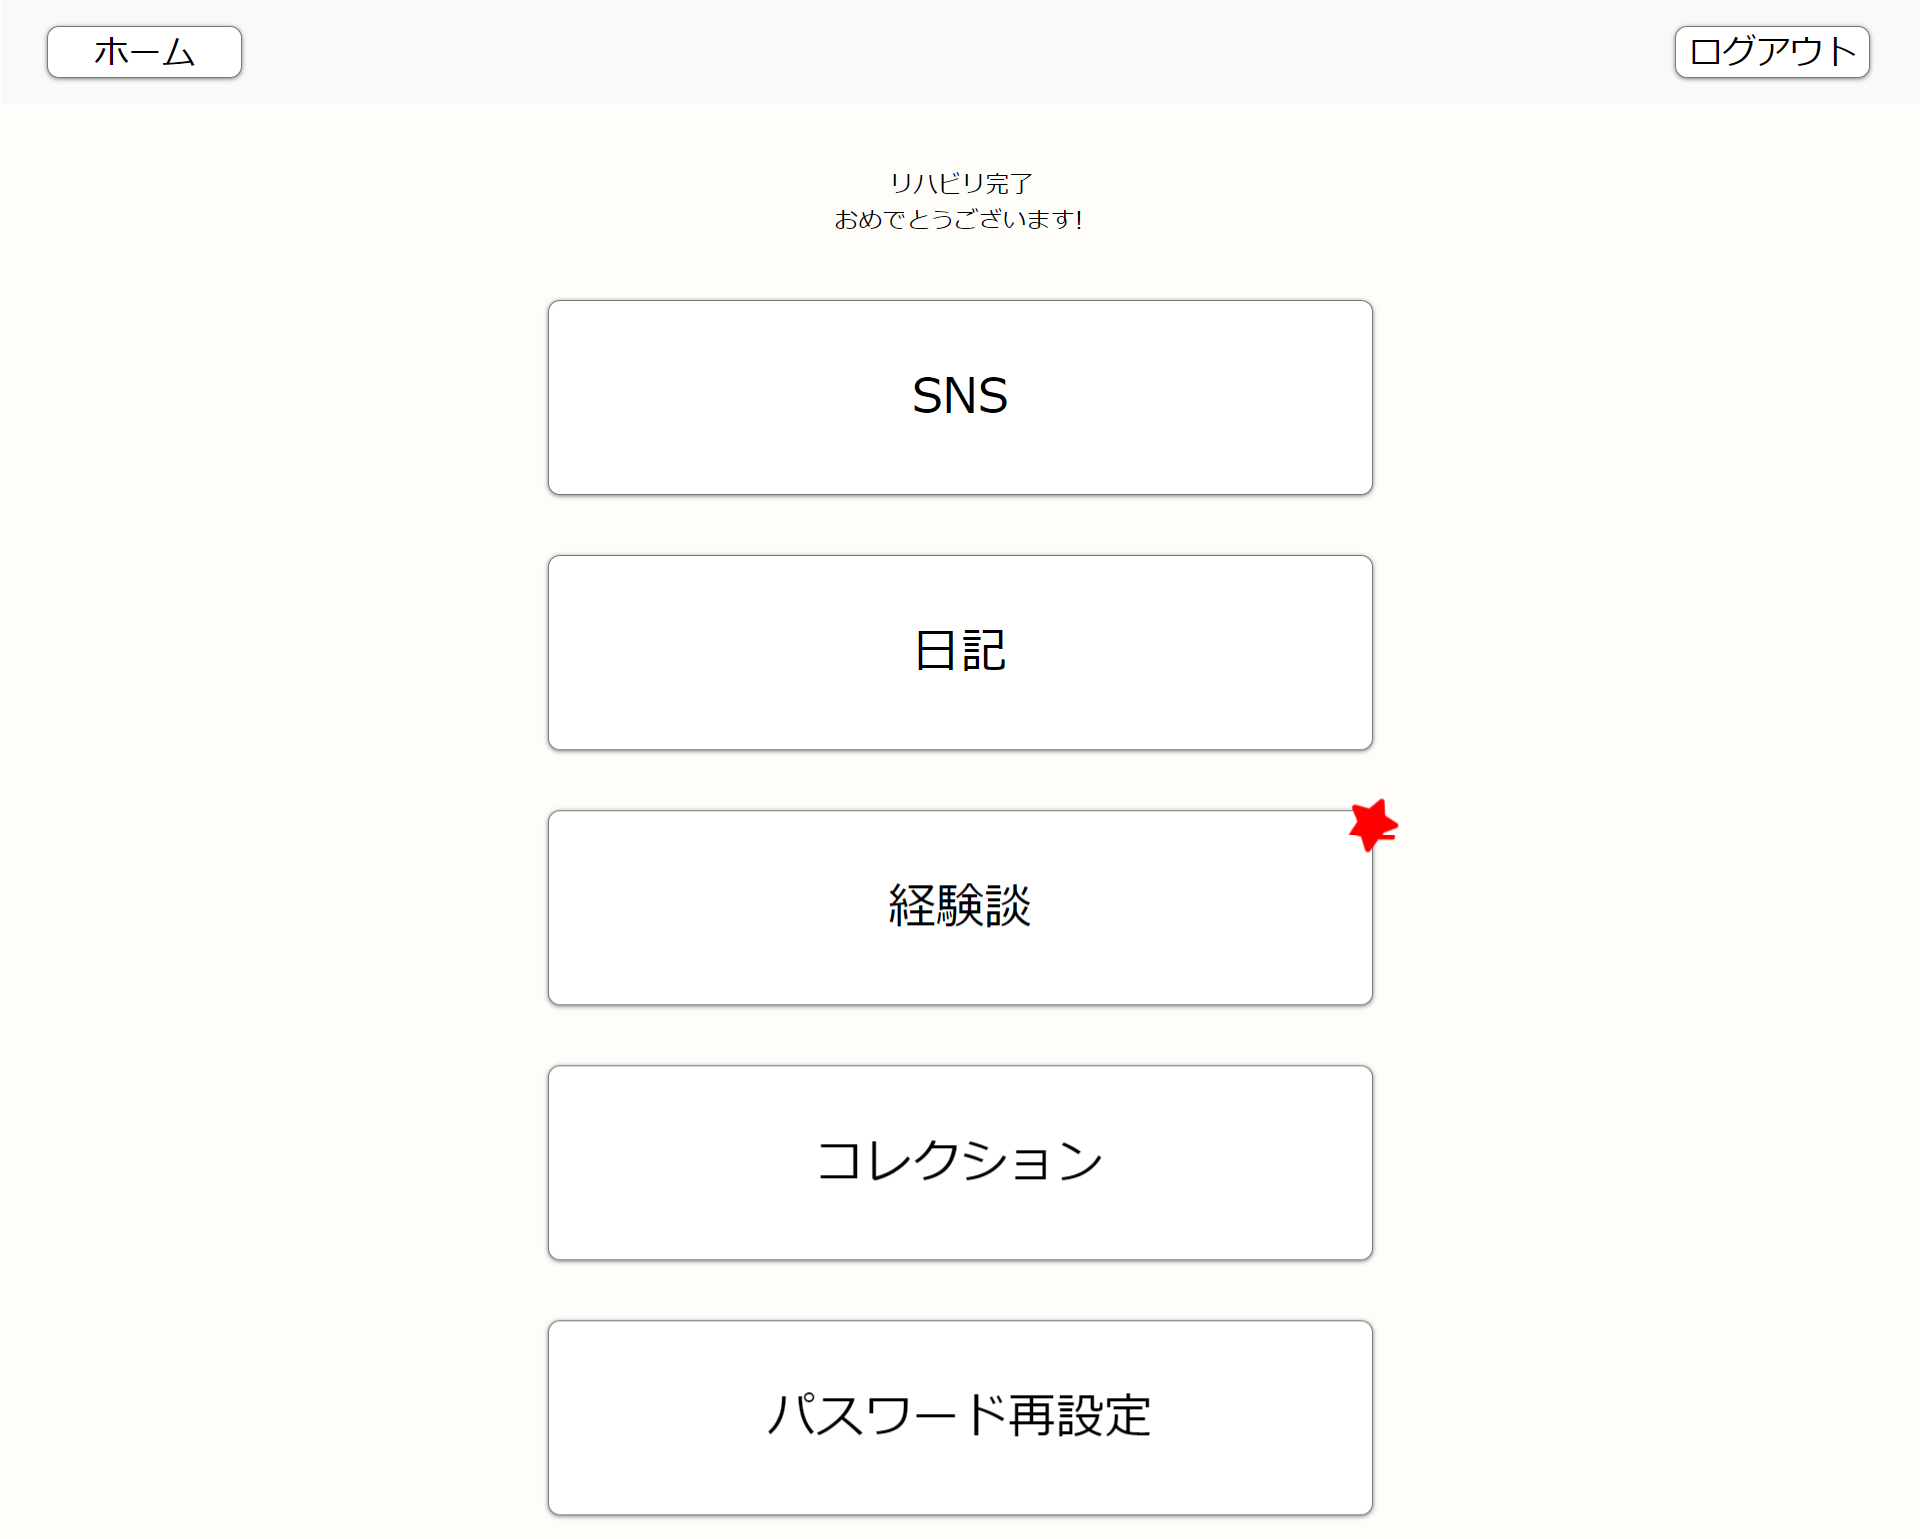 ホーム
ログアウト
リハビリ完了
おめでとうございます!
SNS
日記
経験談
コレクション
パスワード再設定